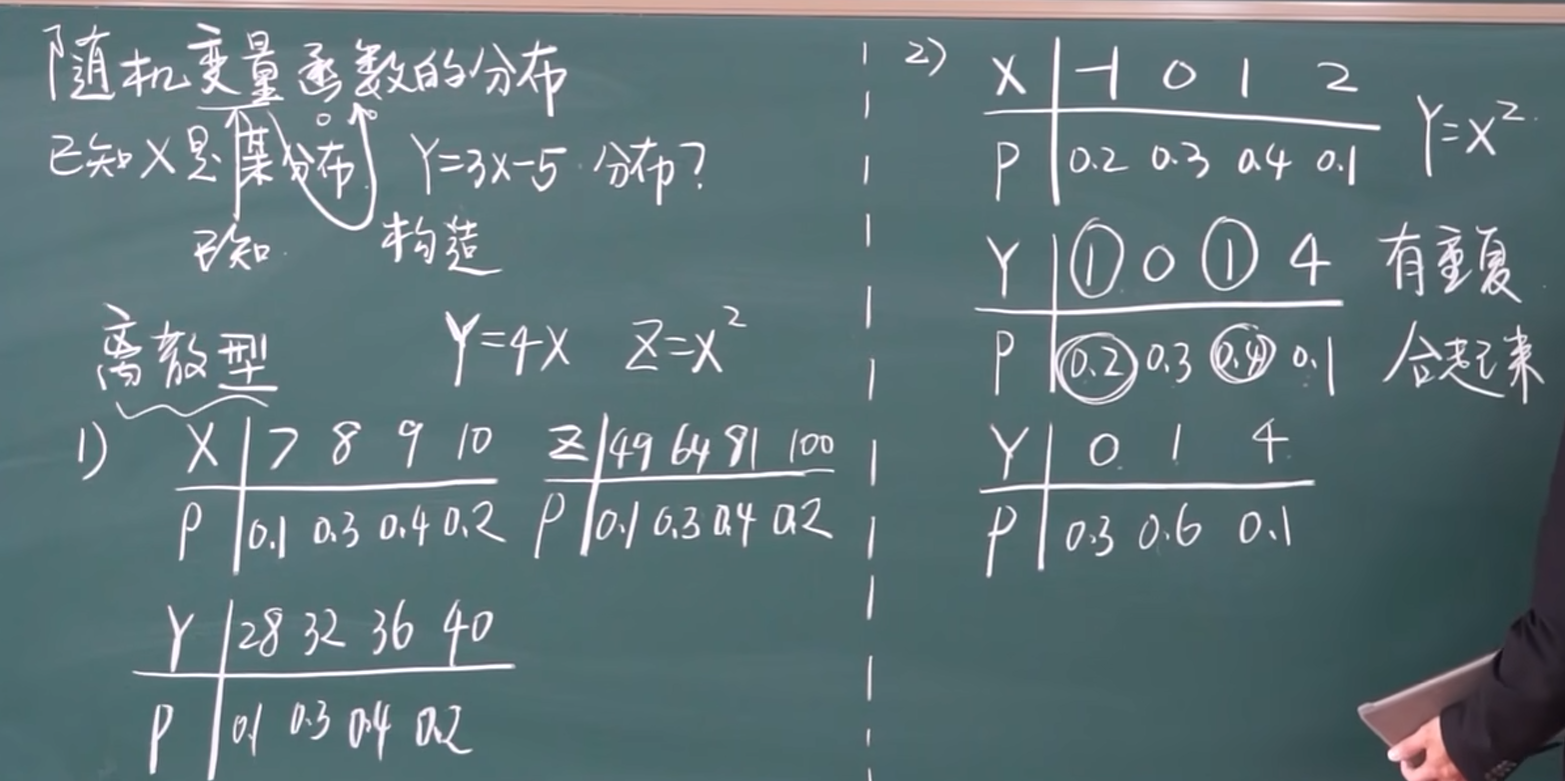 随机变量函数的分布
已知X是某分布 Y=3X-5 分布?
已知 构造
离散型 Y=4X Z=X²
1) X 7 8 9 10
P 0.1 0.3 0.4 0.2
Z 49 64 81 100
P 0.1 0.3 0.4 0.2
Y 28 32 36 40
P 0.1 0.3 0.4 0.2
2) X -1 0 1 2
P 0.2 0.3 0.4 0.1
Y=X²
Y ① 0 ① 4 有重复
P 0.2 0.3 0.4 0.1 合起来
Y 0 1 4
P 0.3 0.6 0.1